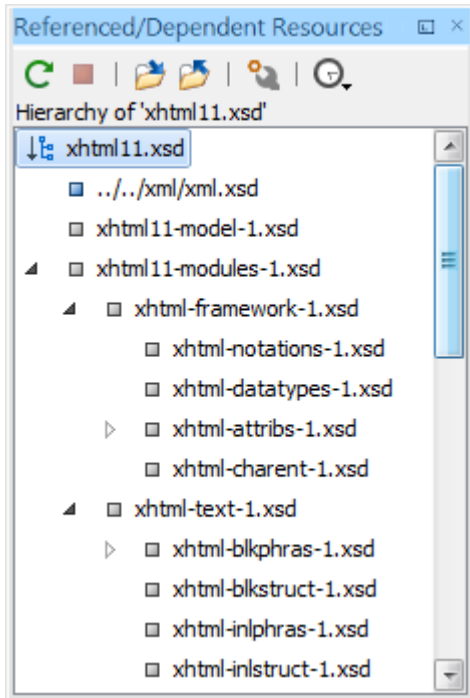 Referenced/Dependent Resources
Hierarchy of 'xhtml11.xsd'
xhtml11.xsd
../../xml/xml.xsd
xhtml11-model-1.xsd
xhtml11-modules-1.xsd
xhtml-framework-1.xsd
xhtml-notations-1.xsd
xhtml-datatypes-1.xsd
xhtml-attribs-1.xsd
xhtml-charent-1.xsd
xhtml-text-1.xsd
xhtml-blkphras-1.xsd
xhtml-blkstruct-1.xsd
xhtml-inlphras-1.xsd
xhtml-inlstruct-1.xsd